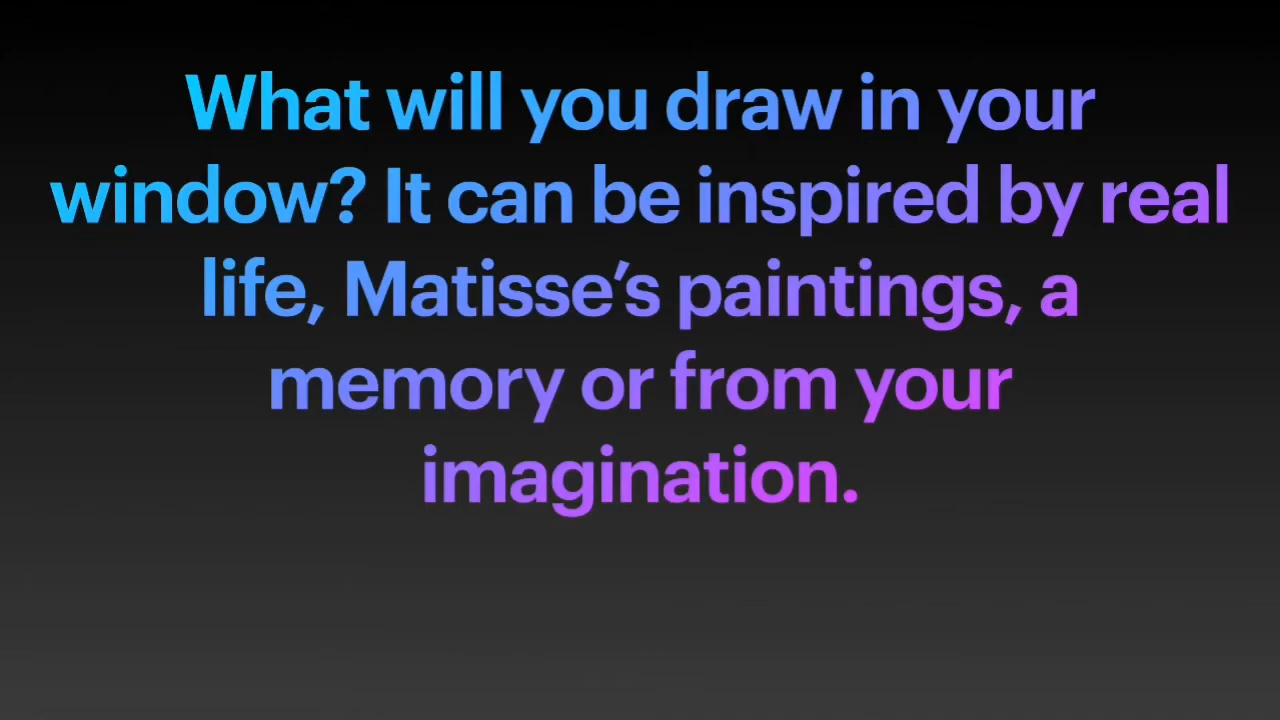 What will you draw in your
window? It can be inspired by real
life, Matisse’s paintings, a
memory or from your
imagination.